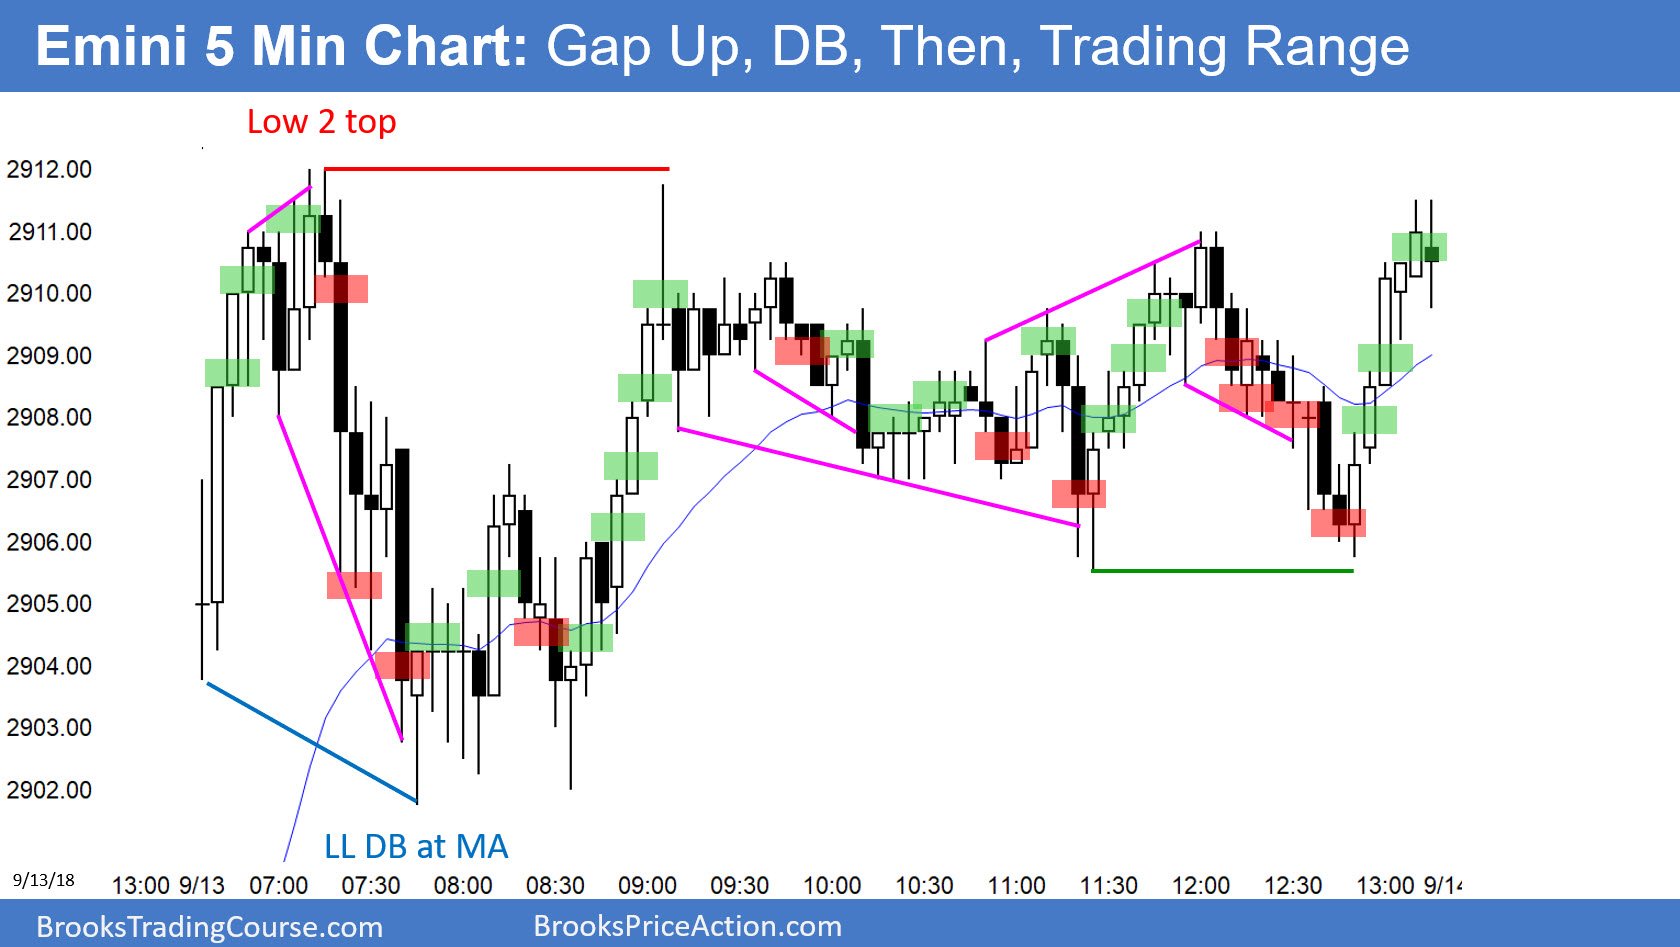 Emini 5 Min Chart: Gap Up, DB, Then, Trading Range
Low 2 top
2912.00
2911.00
2910.00
2909.00
2908.00
2907.00
2906.00
2905.00
2904.00
2903.00
2902.00
LL DB at MA
9/13/18
13:00 9/13 07:00 07:30 08:00 08:30 09:00 09:30 10:00 10:30 11:00 11:30 12:00 12:30 13:00 9/14
BrooksTradingCourse.com BrooksPriceAction.com